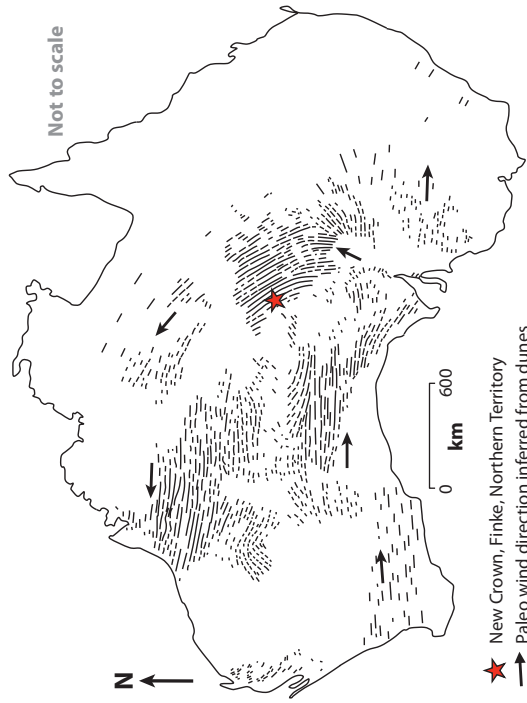 Not to scale
N
0 600
km
New Crown, Finke, Northern Territory
Paleo wind direction inferred from dunes